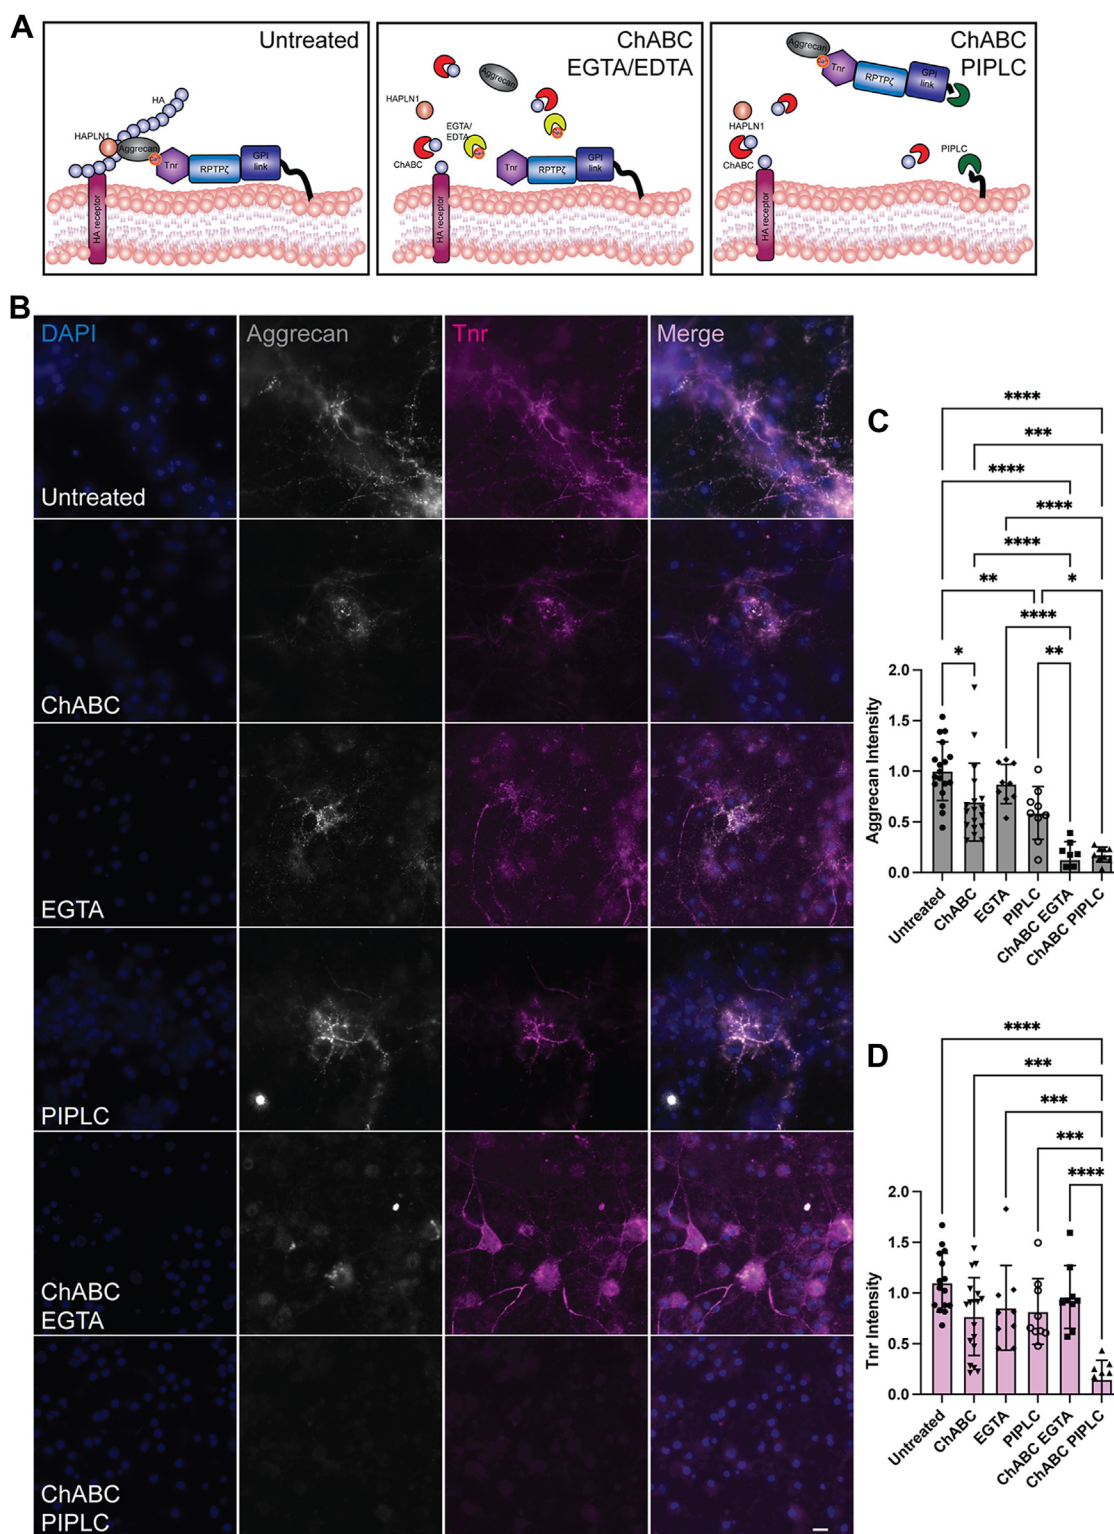 A
Untreated
HA
HAPLN1
Aggrecan
Ca²⁺
Tnr
RPTPζ
GPI
link
HA receptor
ChABC
EGTA/EDTA
Aggrecan
HAPLN1
EGTA/
EDTA
ChABC
Tnr
RPTPζ
GPI
link
HA receptor
ChABC
PIPLC
Aggrecan
Tnr
RPTPζ
GPI
link
HAPLN1
ChABC
PIPLC
HA receptor
B
DAPI
Aggrecan
Tnr
Merge
Untreated
ChABC
EGTA
PIPLC
ChABC
EGTA
ChABC
PIPLC
C
****
***
****
****
****
** *
****
* **
Aggrecan Intensity
2.0
1.5
1.0
0.5
0.0
Untreated
ChABC
EGTA
PIPLC
ChABC EGTA
ChABC PIPLC
D
****
***
***
***
****
Tnr Intensity
2.0
1.5
1.0
0.5
0.0
Untreated
ChABC
EGTA
PIPLC
ChABC EGTA
ChABC PIPLC